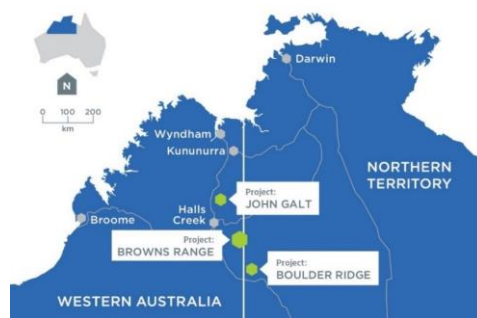 N
0 100 200
km
Darwin
Wyndham
Kununurra
NORTHERN
TERRITORY
Project:
JOHN GALT
Halls
Creek
Broome
Project:
BROWNS RANGE
Project:
BOULDER RIDGE
WESTERN AUSTRALIA